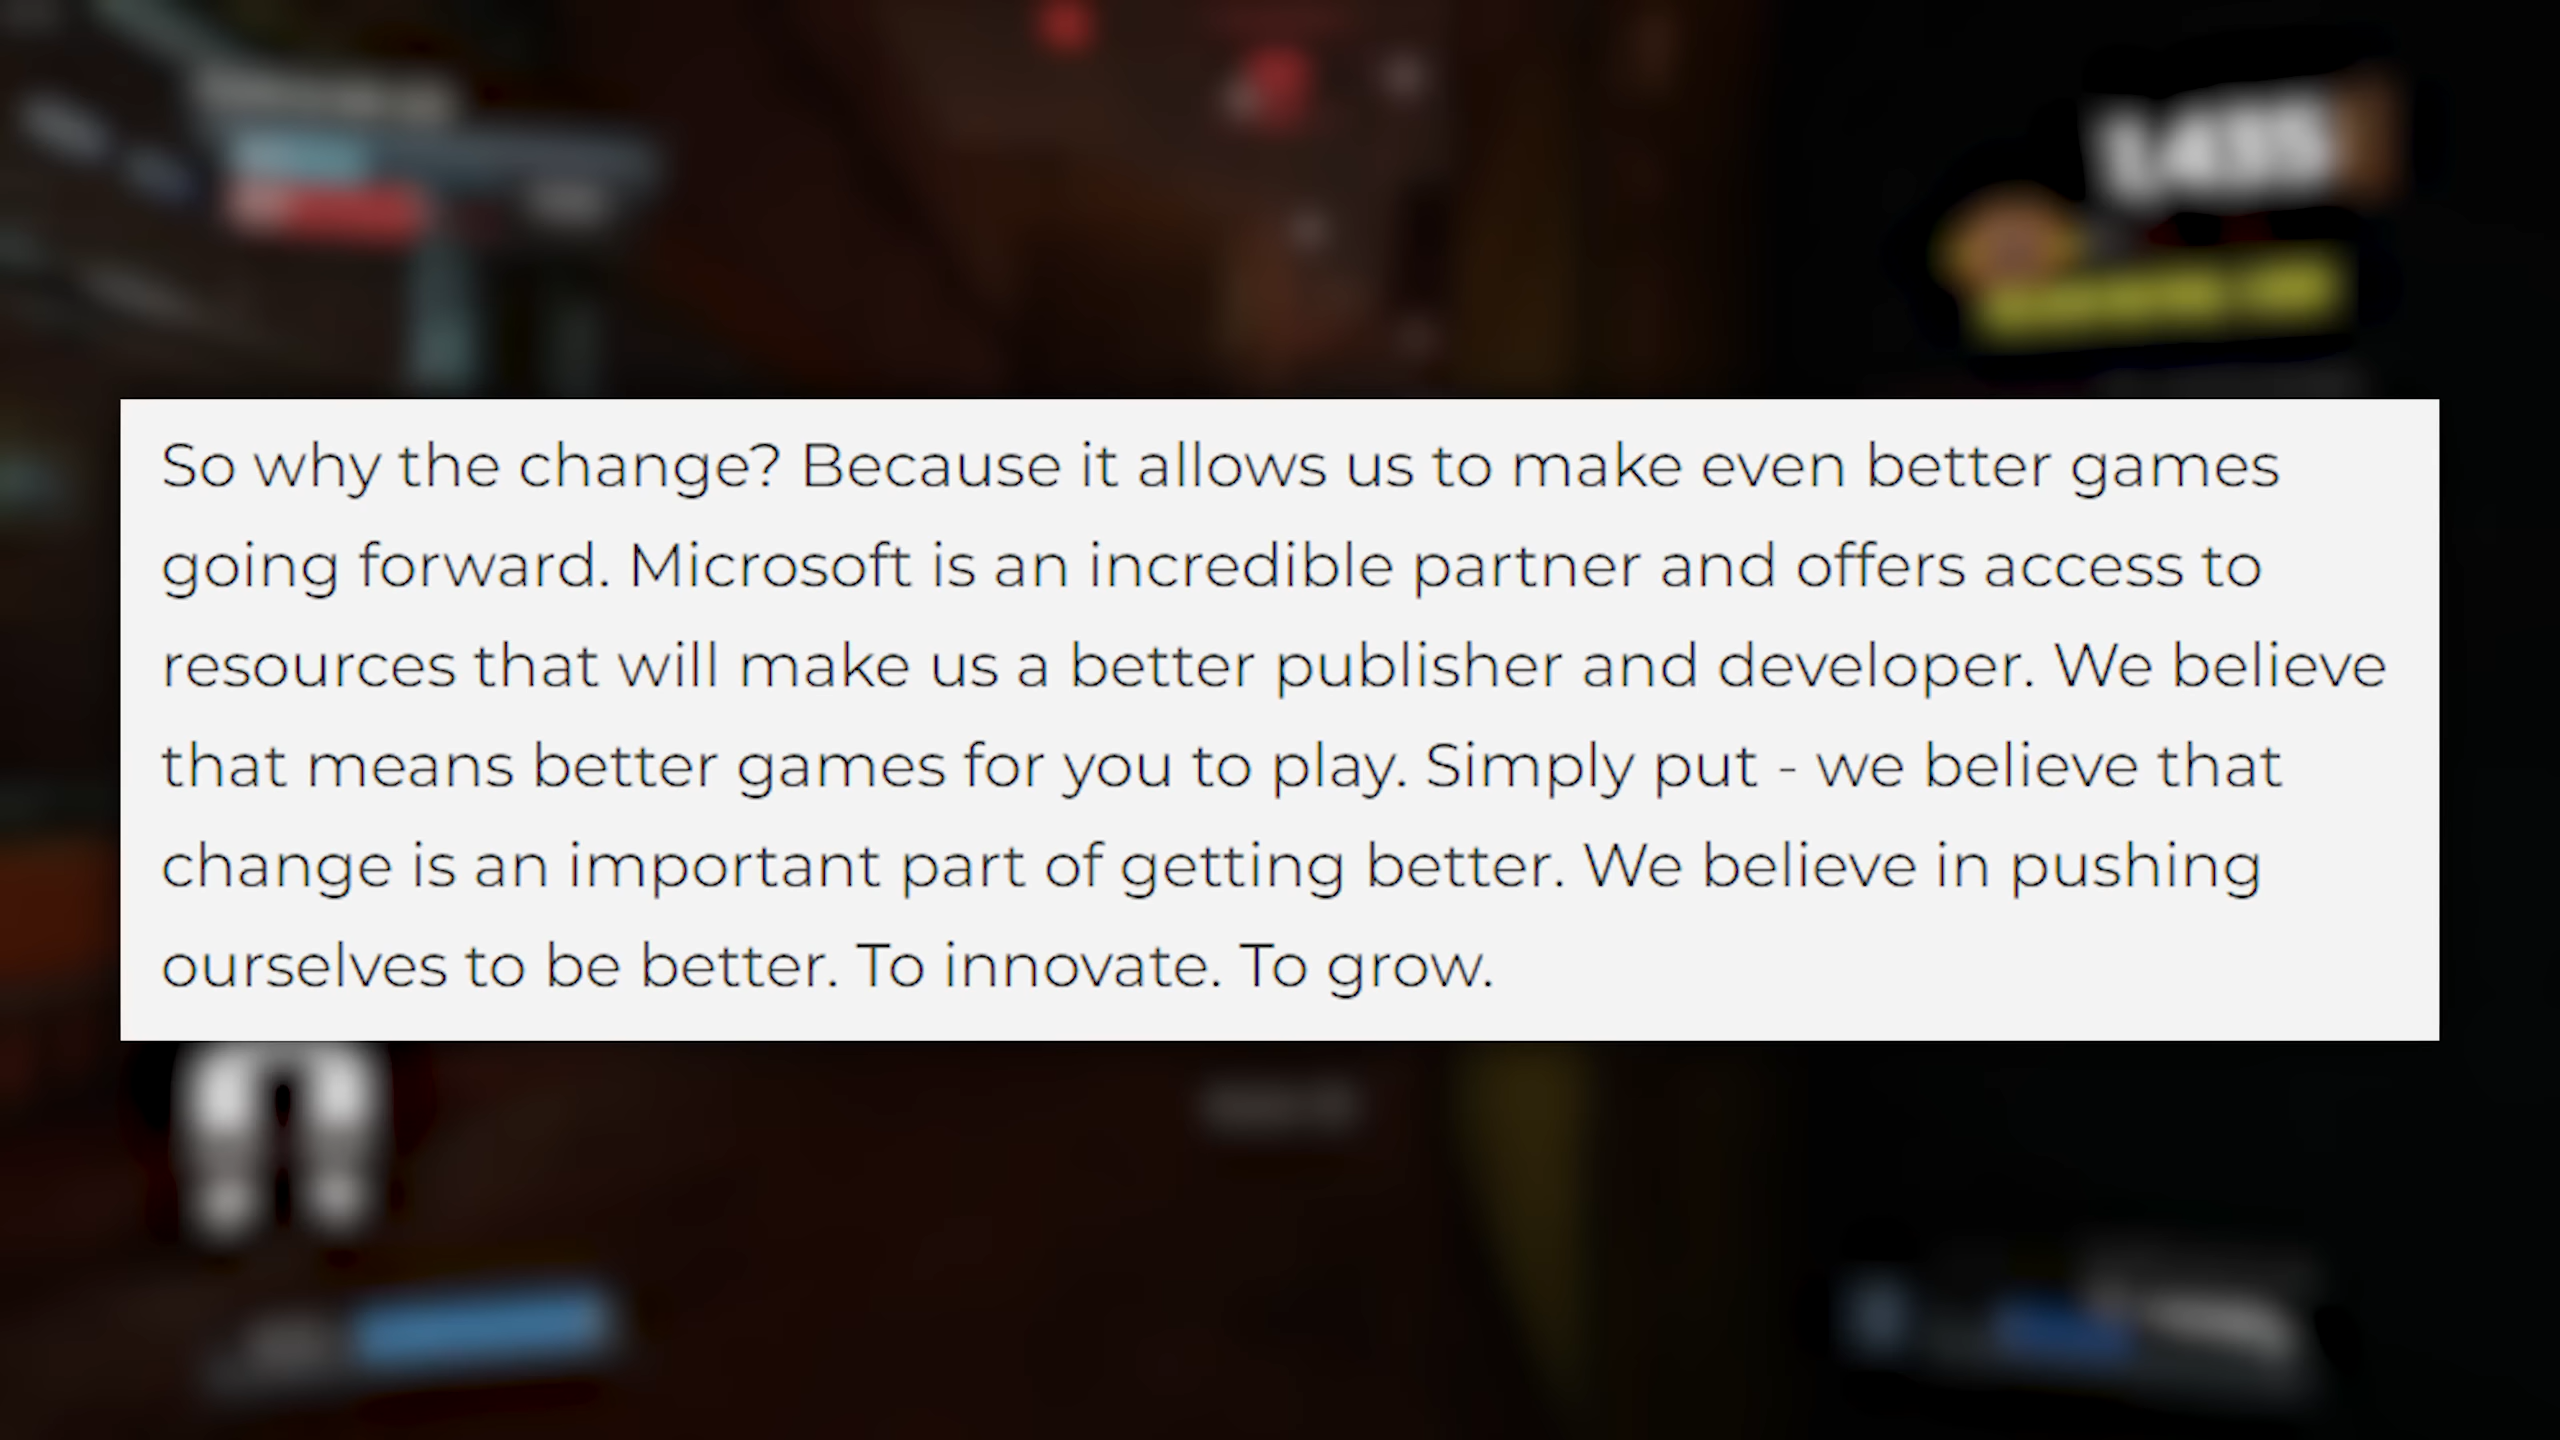 So why the change? Because it allows us to make even better games
going forward. Microsoft is an incredible partner and offers access to
resources that will make us a better publisher and developer. We believe
that means better games for you to play. Simply put - we believe that
change is an important part of getting better. We believe in pushing
ourselves to be better. To innovate. To grow.